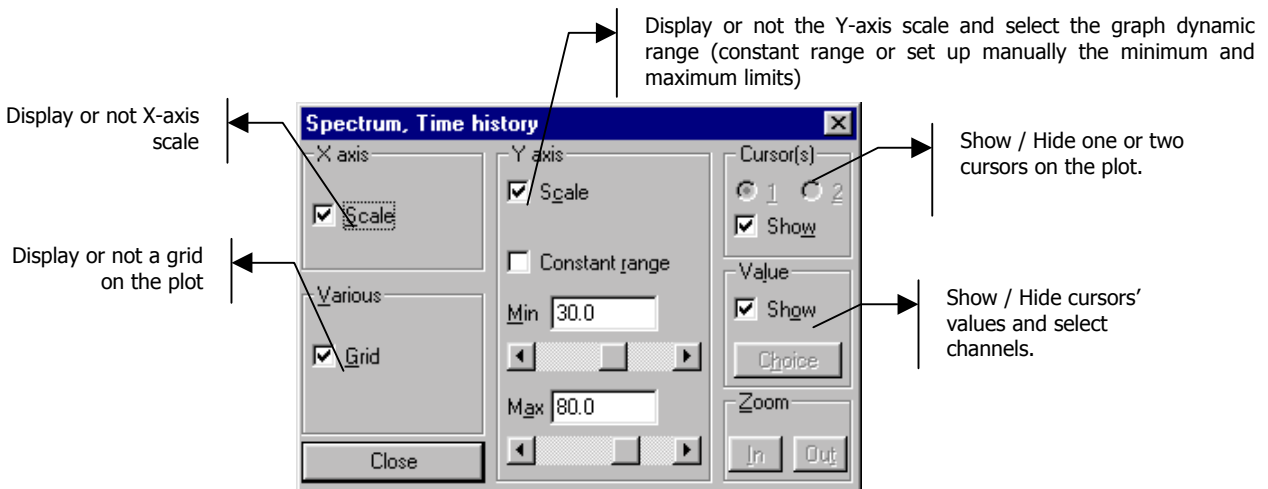 Display or not the Y-axis scale and select the graph dynamic
range (constant range or set up manually the minimum and
maximum limits)
Display or not X-axis
scale
Display or not a grid
on the plot
Spectrum, Time history
X axis
Scale
Various
Grid
Close
Y axis
Scale
Constant range
Min 30.0
Max 80.0
Cursor(s)
1 2
Show
Value
Show
Choice
Zoom
In Out
Show / Hide one or two
cursors on the plot.
Show / Hide cursors’
values and select
channels.